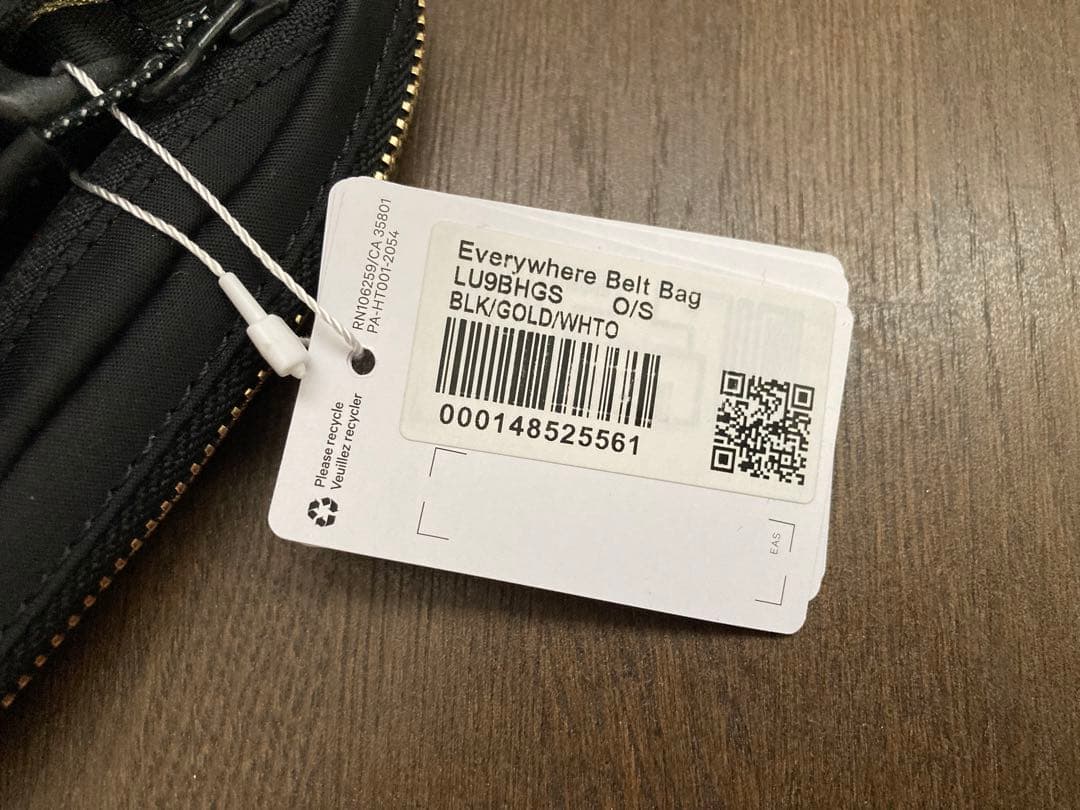 RN106259/CA 35801
PA-HT001-2054
Everywhere Belt Bag
LU9BHGS O/S
BLK/GOLD/WHTO
000148525561
Please recycle
Veuillez recycler
EAS